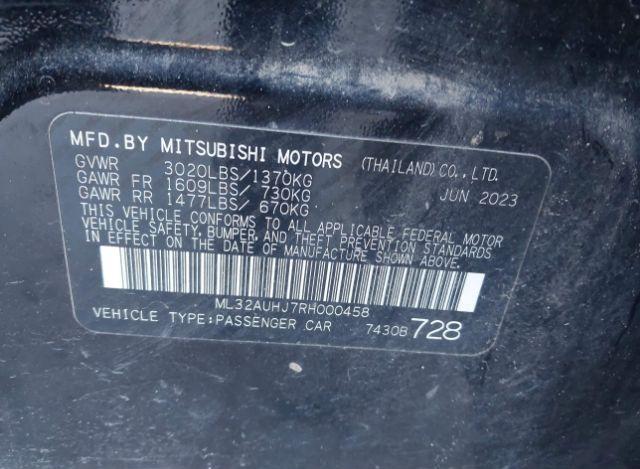 MFD.BY MITSUBISHI MOTORS (THAILAND)CO.,LTD.
GVWR 3020LBS/1370KG JUN 2023
GAWR FR 1609LBS/ 730KG
GAWR RR 1477LBS/ 670KG
THIS VEHICLE CONFORMS TO ALL APPLICABLE FEDERAL MOTOR
VEHICLE SAFETY,BUMPER,AND THEFT PREVENTION STANDARDS
IN EFFECT ON THE DATE OF MANUFACTURE SHOWN ABOVE.
ML32AUHJ7RH000458
VEHICLE TYPE:PASSENGER CAR 7430B 728